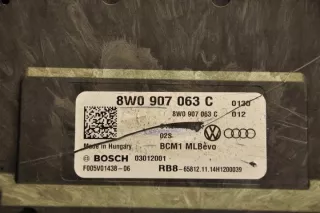 8W0 907 063 C 0130
8W0 907 063 C 012
02S
Made in Hungary BCM1 MLBevo
BOSCH 03012001
F005V01438-06 RB8-65812.11.14H1200039